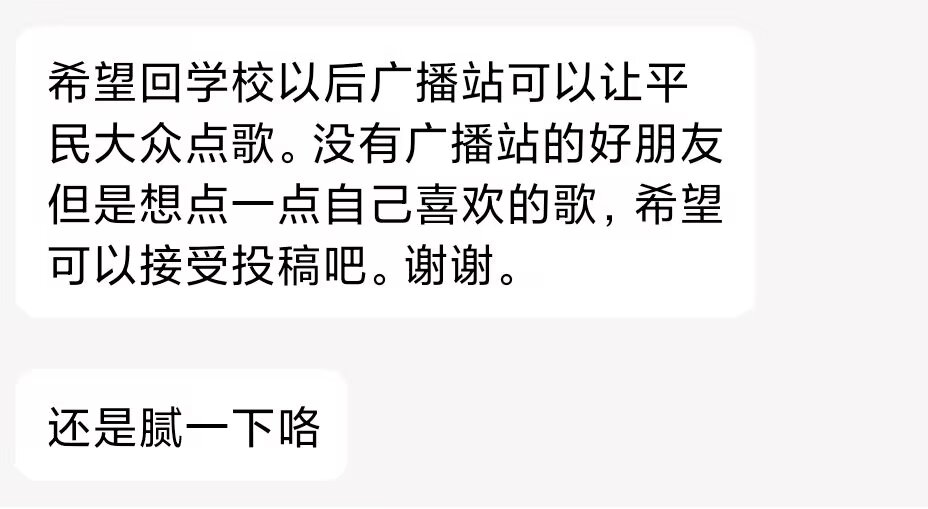 希望回学校以后广播站可以让平
民大众点歌。没有广播站的好朋友
但是想点一点自己喜欢的歌，希望
可以接受投稿吧。谢谢。
还是腻一下咯